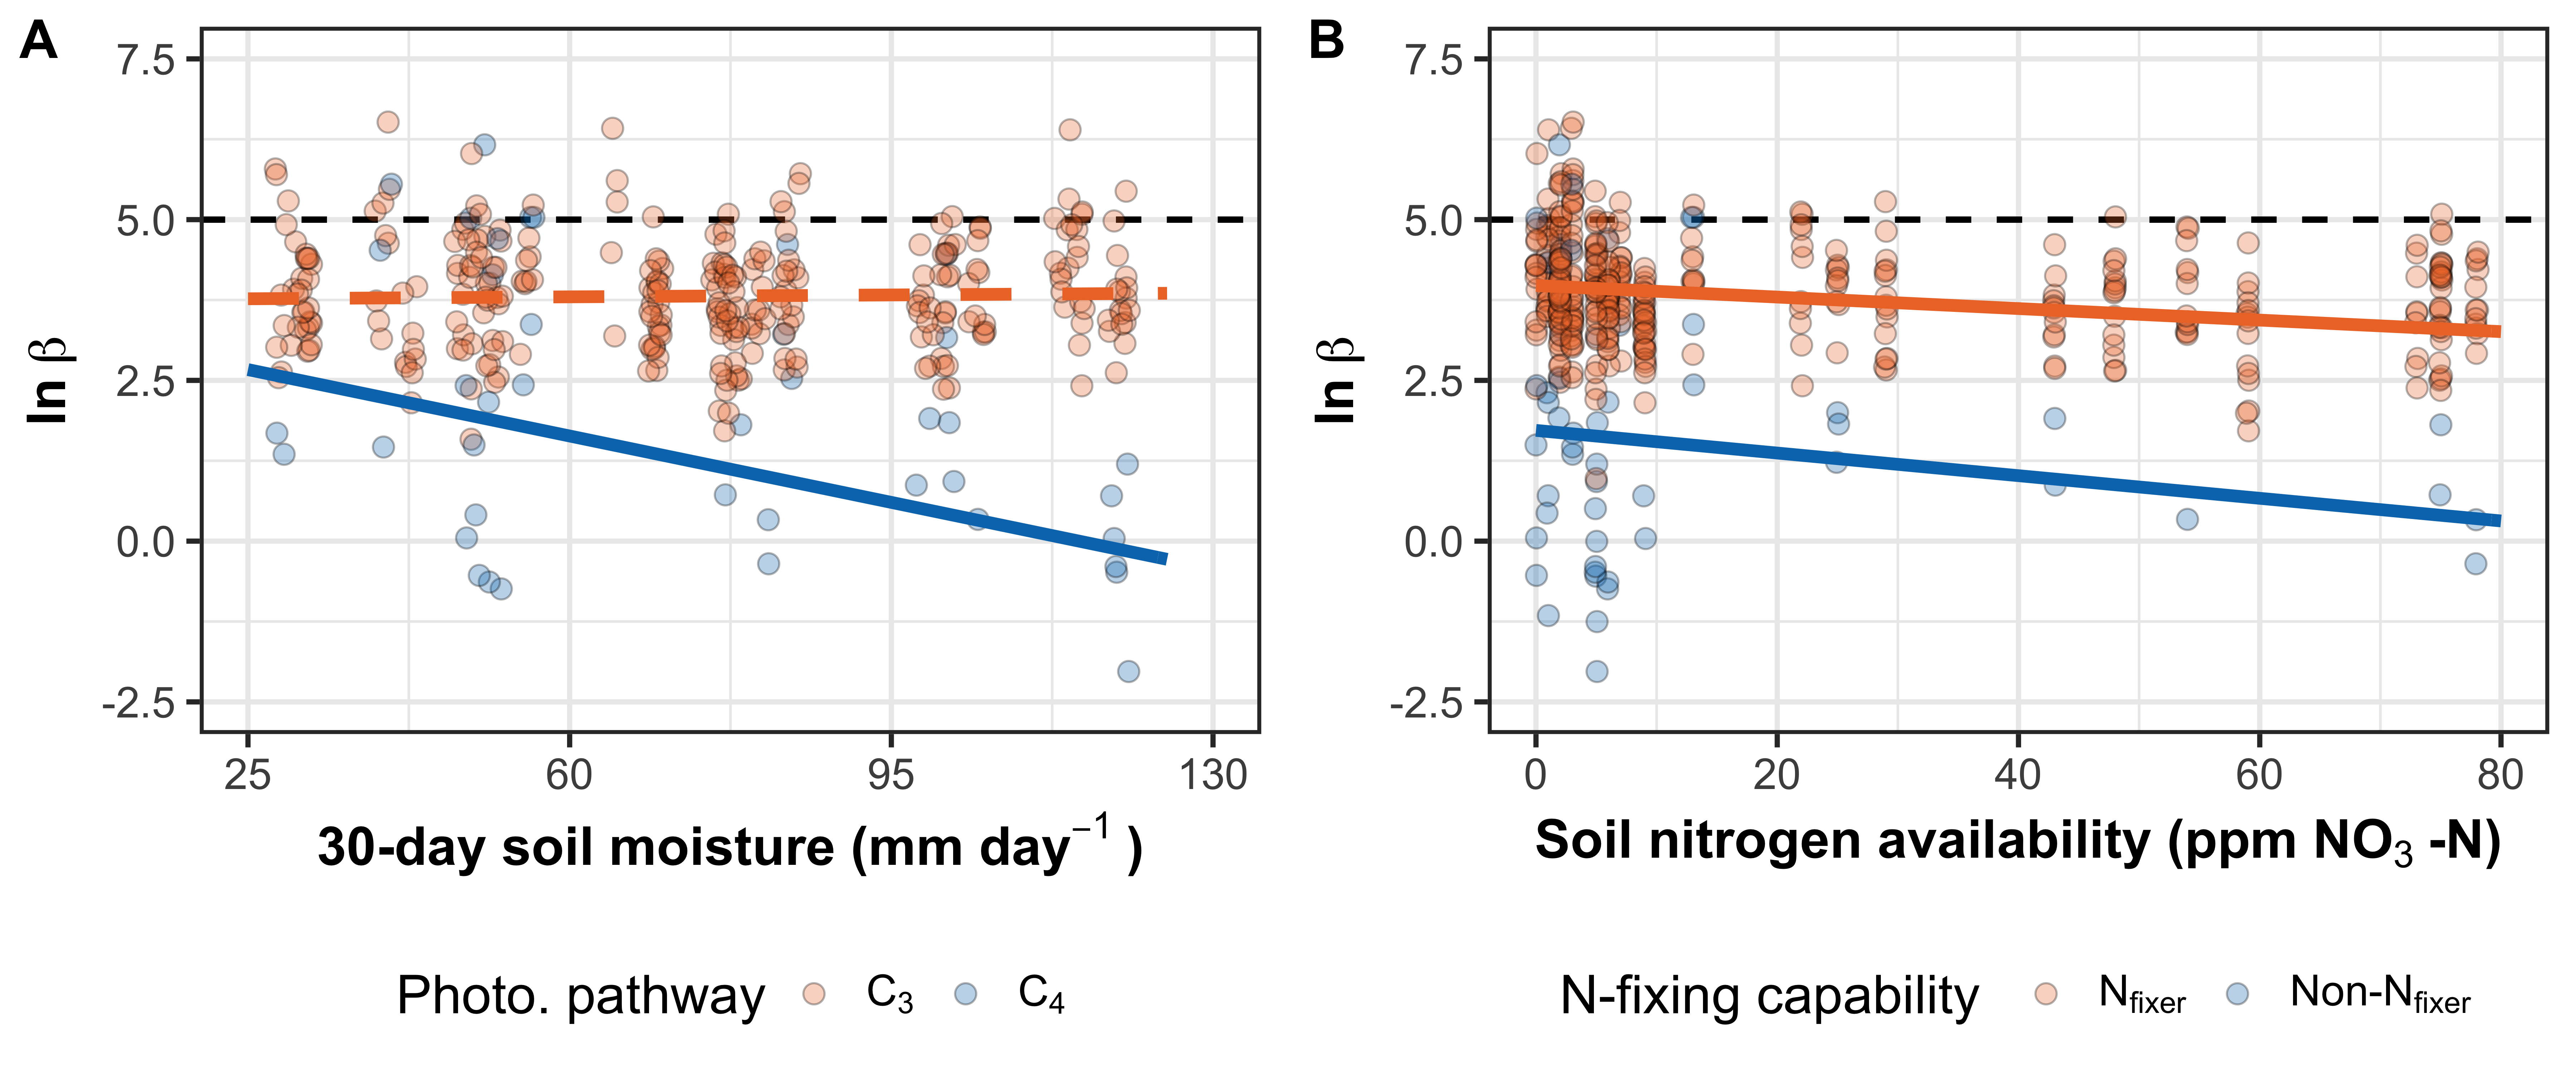 A
7.5
5.0
2.5
0.0
-2.5
ln β
25 60 95 130
30-day soil moisture (mm day⁻¹ )
Photo. pathway C₃ C₄
B
7.5
5.0
2.5
0.0
-2.5
ln β
0 20 40 60 80
Soil nitrogen availability (ppm NO₃ -N)
N-fixing capability Nfixer Non-Nfixer